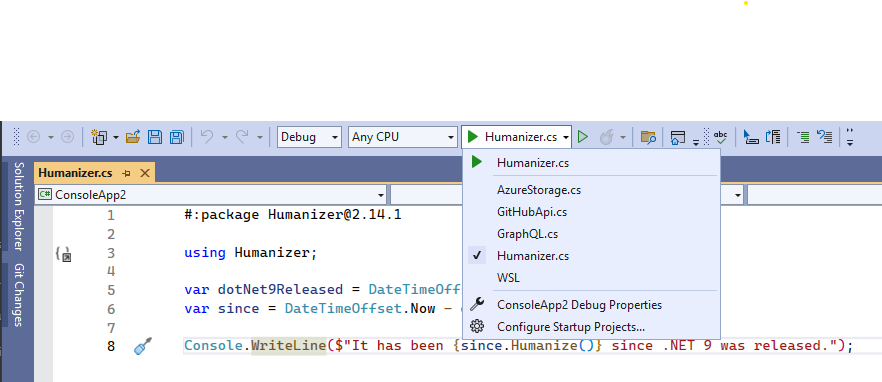 Debug Any CPU Humanizer.cs abc
Humanizer.cs
ConsoleApp2
Solution Explorer
Git Changes
1 #:package Humanizer@2.14.1
2
3 using Humanizer;
4
5 var dotNet9Released = DateTimeOff
6 var since = DateTimeOffset.Now -
7
8 Console.WriteLine($"It has been {since.Humanize()} since .NET 9 was released.");
Humanizer.cs
AzureStorage.cs
GitHubApi.cs
GraphQL.cs
Humanizer.cs
WSL
ConsoleApp2 Debug Properties
Configure Startup Projects...